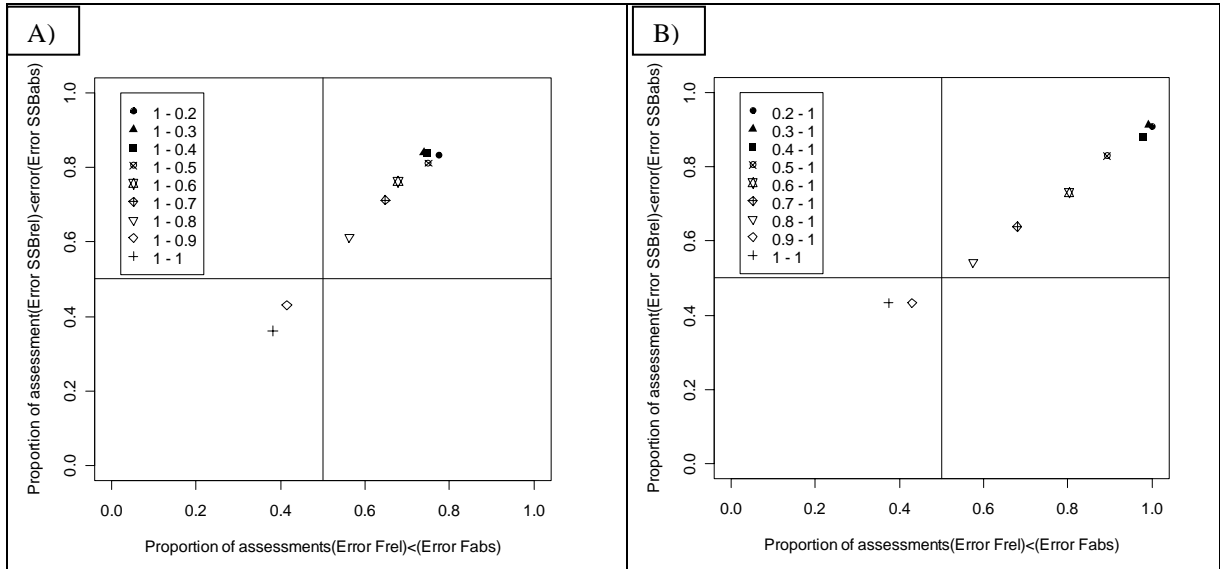 A)
Proportion of assessment(Error SSBrel)<error(Error SSBabs)
1.0
0.8
0.6
0.4
0.2
0.0
1 - 0.2
1 - 0.3
1 - 0.4
1 - 0.5
1 - 0.6
1 - 0.7
1 - 0.8
1 - 0.9
1 - 1
0.0 0.2 0.4 0.6 0.8 1.0
Proportion of assessments(Error Frel)<(Error Fabs)
B)
Proportion of assessment(Error SSBrel)<error(Error SSBabs)
1.0
0.8
0.6
0.4
0.2
0.0
0.2 - 1
0.3 - 1
0.4 - 1
0.5 - 1
0.6 - 1
0.7 - 1
0.8 - 1
0.9 - 1
1 - 1
0.0 0.2 0.4 0.6 0.8 1.0
Proportion of assessments(Error Frel)<(Error Fabs)